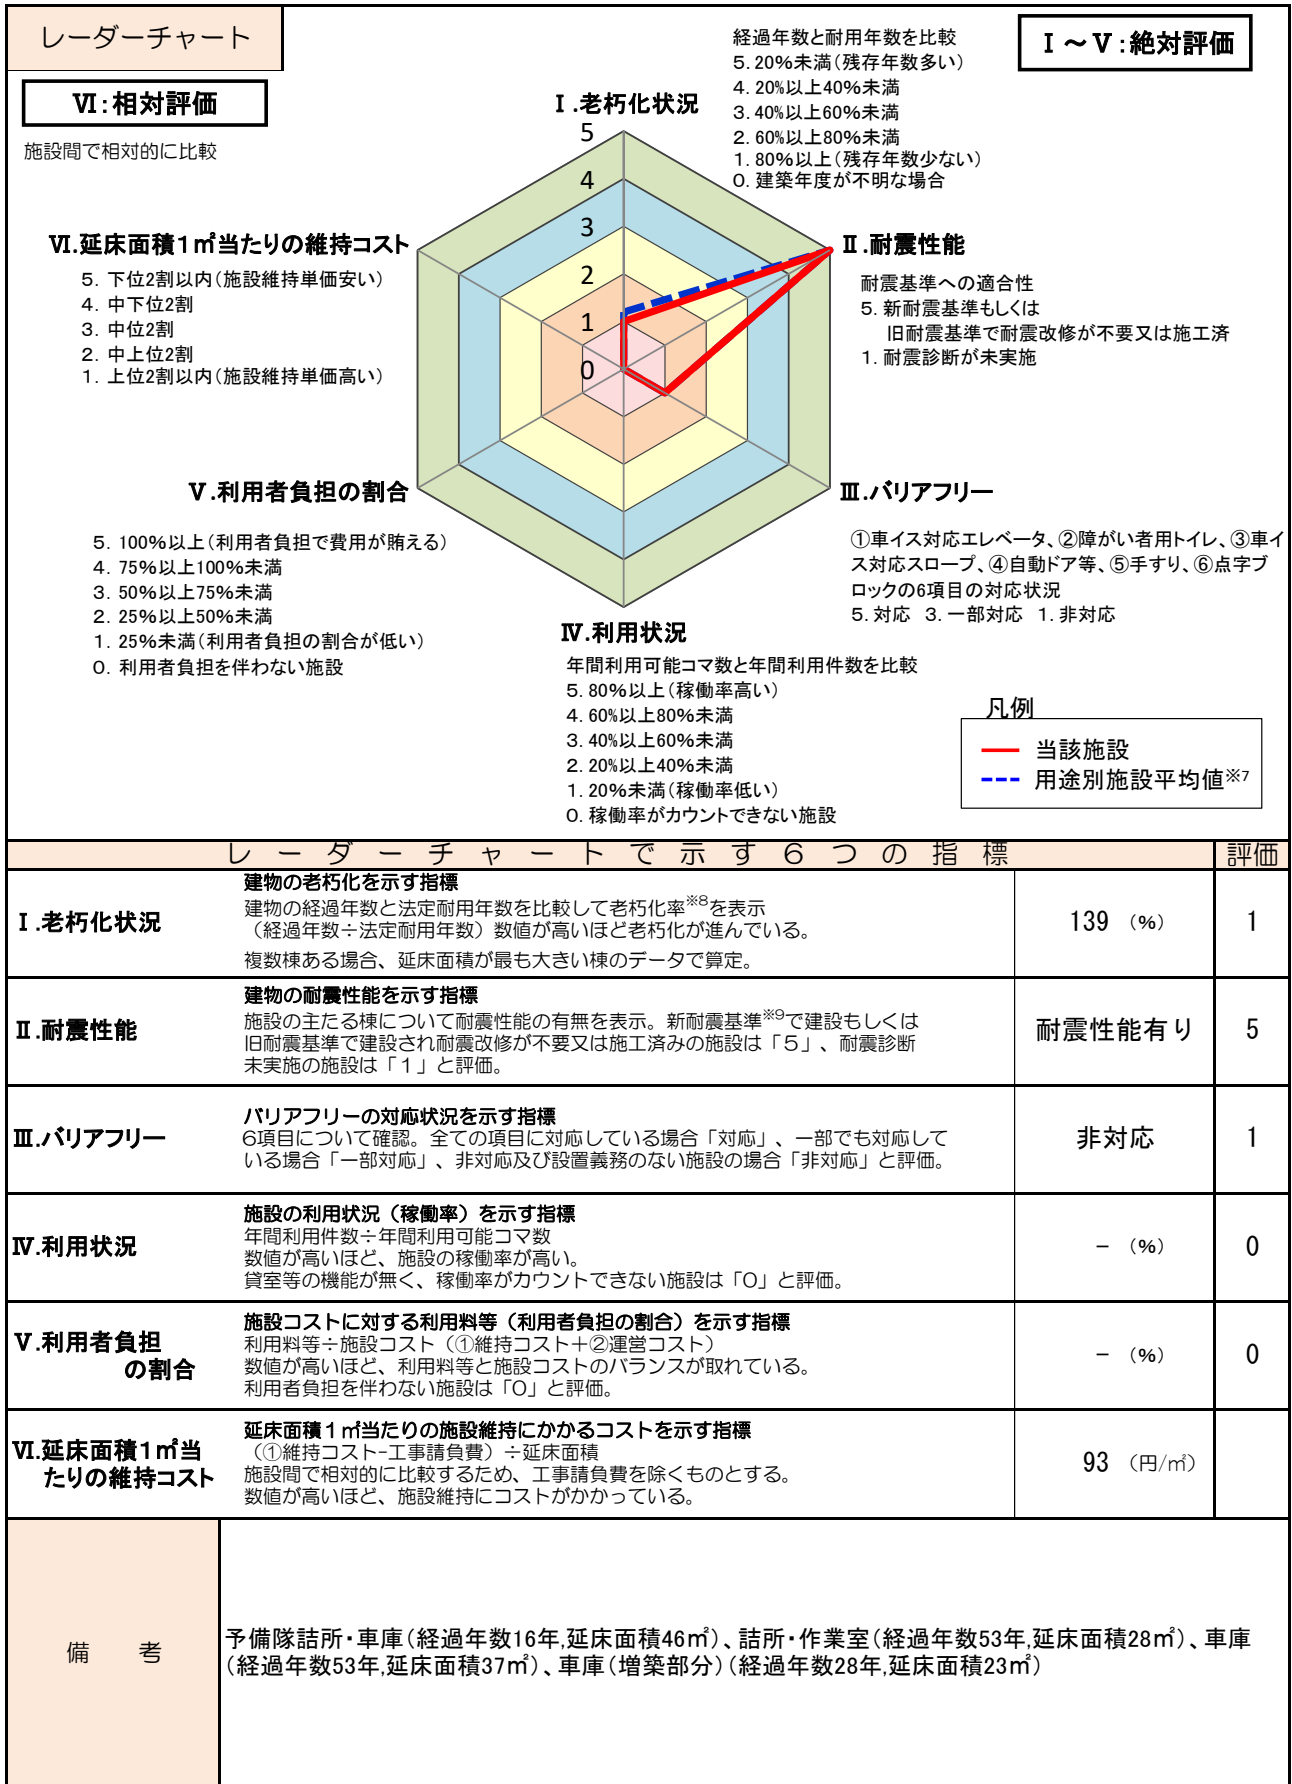 レーダーチャート
Ⅵ：相対評価
施設間で相対的に比較
Ⅰ～Ⅴ：絶対評価
Ⅰ.老朽化状況
経過年数と耐用年数を比較
5. 20%未満（残存年数多い）
4. 20%以上40%未満
3. 40%以上60%未満
2. 60%以上80%未満
1. 80%以上（残存年数少ない）
0. 建築年度が不明な場合
5
4
3
2
1
0
Ⅱ.耐震性能
耐震基準への適合性
5. 新耐震基準もしくは
旧耐震基準で耐震改修が不要又は施工済
1. 耐震診断が未実施
Ⅵ.延床面積1㎡当たりの維持コスト
5. 下位2割以内（施設維持単価安い）
4. 中下位2割
3. 中位2割
2. 中上位2割
1. 上位2割以内（施設維持単価高い）
Ⅴ.利用者負担の割合
5. 100%以上（利用者負担で費用が賄える）
4. 75%以上100%未満
3. 50%以上75%未満
2. 25%以上50%未満
1. 25%未満（利用者負担の割合が低い）
0. 利用者負担を伴わない施設
Ⅲ.バリアフリー
①車イス対応エレベータ、②障がい者用トイレ、③車イ
ス対応スロープ、④自動ドア等、⑤手すり、⑥点字ブ
ロックの6項目の対応状況
5. 対応 3. 一部対応 1. 非対応
Ⅳ.利用状況
年間利用可能コマ数と年間利用件数を比較
5. 80%以上（稼働率高い）
4. 60%以上80%未満
3. 40%以上60%未満
2. 20%以上40%未満
1. 20%未満（稼働率低い）
0. 稼働率がカウントできない施設
凡例
当該施設
用途別施設平均値※7
レーダーチャートで示す6つの指標 評価
Ⅰ.老朽化状況
建物の老朽化を示す指標
建物の経過年数と法定耐用年数を比較して老朽化率※8を表示
（経過年数÷法定耐用年数）数値が高いほど老朽化が進んでいる。
複数棟ある場合、延床面積が最も大きい棟のデータで算定。
139 （%） 1
Ⅱ.耐震性能
建物の耐震性能を示す指標
施設の主たる棟について耐震性能の有無を表示。新耐震基準※9で建設もしくは
旧耐震基準で建設され耐震改修が不要又は施工済みの施設は「5」、耐震診断
未実施の施設は「1」と評価。
耐震性能有り 5
Ⅲ.バリアフリー
バリアフリーの対応状況を示す指標
6項目について確認。全ての項目に対応している場合「対応」、一部でも対応して
いる場合「一部対応」、非対応及び設置義務のない施設の場合「非対応」と評価。
非対応 1
Ⅳ.利用状況
施設の利用状況（稼働率）を示す指標
年間利用件数÷年間利用可能コマ数
数値が高いほど、施設の稼働率が高い。
貸室等の機能が無く、稼働率がカウントできない施設は「0」と評価。
－ （%） 0
Ⅴ.利用者負担
の割合
施設コストに対する利用料等（利用者負担の割合）を示す指標
利用料等÷施設コスト（①維持コスト＋②運営コスト）
数値が高いほど、利用料等と施設コストのバランスが取れている。
利用者負担を伴わない施設は「0」と評価。
－ （%） 0
Ⅵ.延床面積1㎡当
たりの維持コスト
延床面積1㎡当たりの施設維持にかかるコストを示す指標
（①維持コスト-工事請負費）÷延床面積
施設間で相対的に比較するため、工事請負費を除くものとする。
数値が高いほど、施設維持にコストがかかっている。
93 （円/㎡）
備 考
予備隊詰所・車庫（経過年数16年,延床面積46㎡）、詰所・作業室（経過年数53年,延床面積28㎡）、車庫
（経過年数53年,延床面積37㎡）、車庫（増築部分）（経過年数28年,延床面積23㎡）